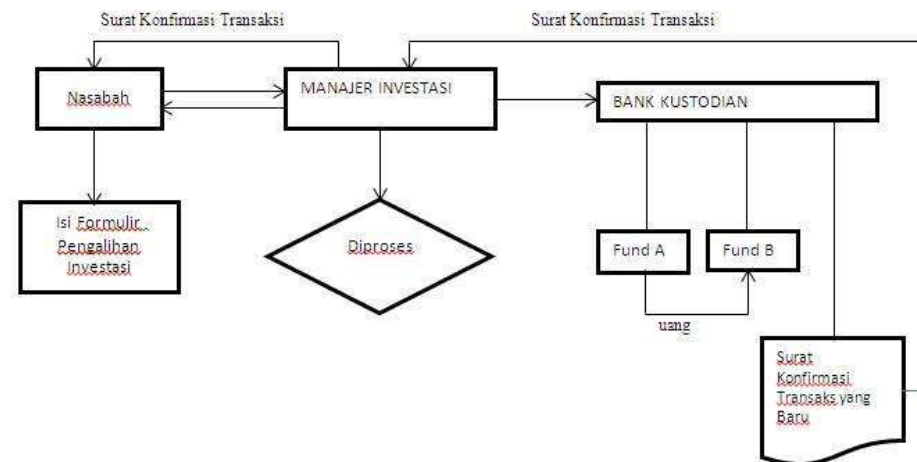 Surat Konfirmasi Transaksi
Surat Konfirmasi Transaksi
Nasabah
MANAJER INVESTASI
BANK KUSTODIAN
Isi Formulir
Pengalihan
Investasi
Diproses
Fund A
Fund B
uang
Surat
Konfirmasi
Transaks yang
Baru